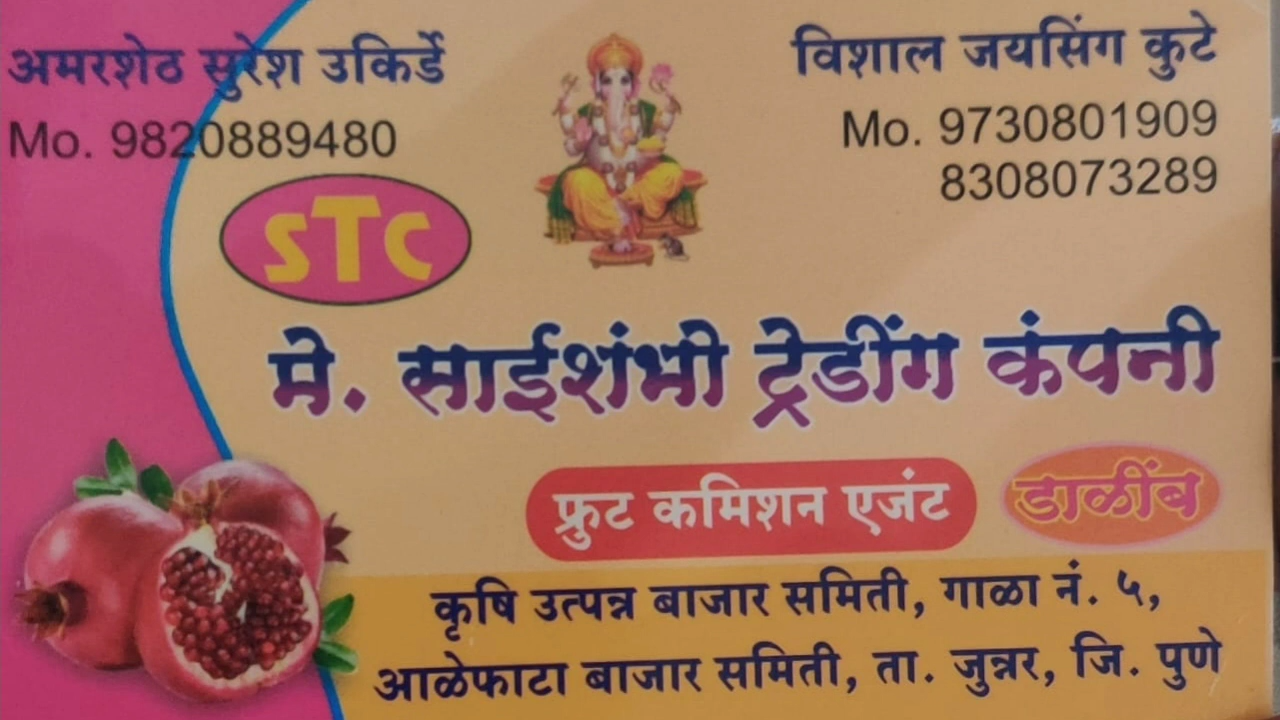 अमरशेठ सुरेश उकिर्डे
Mo. 9820889480
विशाल जयसिंग कुटे
Mo. 9730801909
8308073289
STC
मे. साईशंभो ट्रेडींग कंपनी
फ्रुट कमिशन एजंट
डाळींब
कृषि उत्पन्न बाजार समिती, गाळा नं. ५,
आळेफाटा बाजार समिती, ता. जुन्नर, जि. पुणे